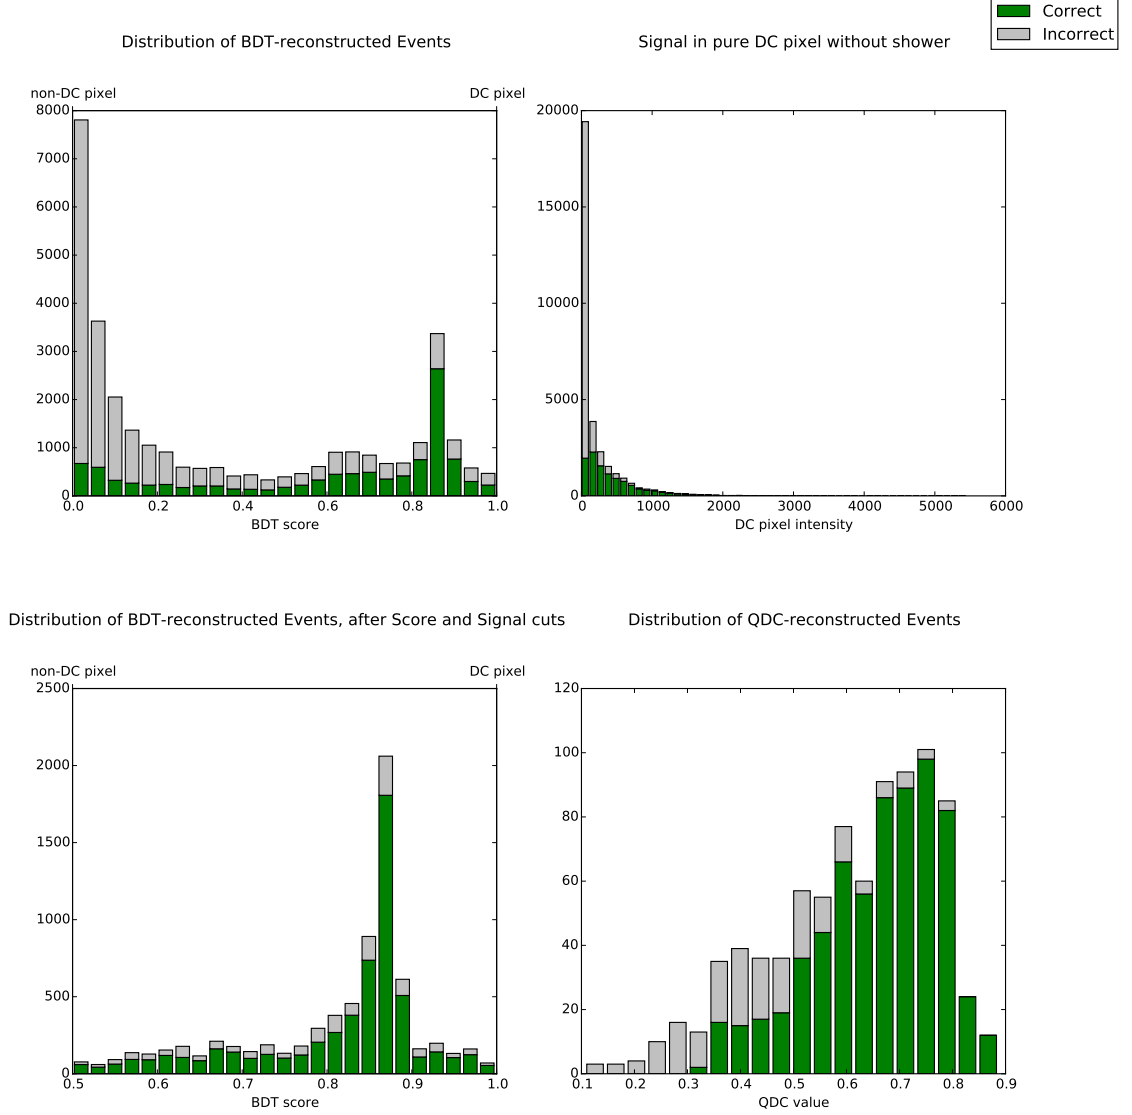 Correct
Incorrect
Distribution of BDT-reconstructed Events
Signal in pure DC pixel without shower
non-DC pixel
DC pixel
8000
7000
6000
5000
4000
3000
2000
1000
0
0.0 0.2 0.4 0.6 0.8 1.0
BDT score
20000
15000
10000
5000
0
0 1000 2000 3000 4000 5000 6000
DC pixel intensity
Distribution of BDT-reconstructed Events, after Score and Signal cuts
Distribution of QDC-reconstructed Events
non-DC pixel
DC pixel
2500
2000
1500
1000
500
0
0.5 0.6 0.7 0.8 0.9 1.0
BDT score
120
100
80
60
40
20
0
0.1 0.2 0.3 0.4 0.5 0.6 0.7 0.8 0.9
QDC value